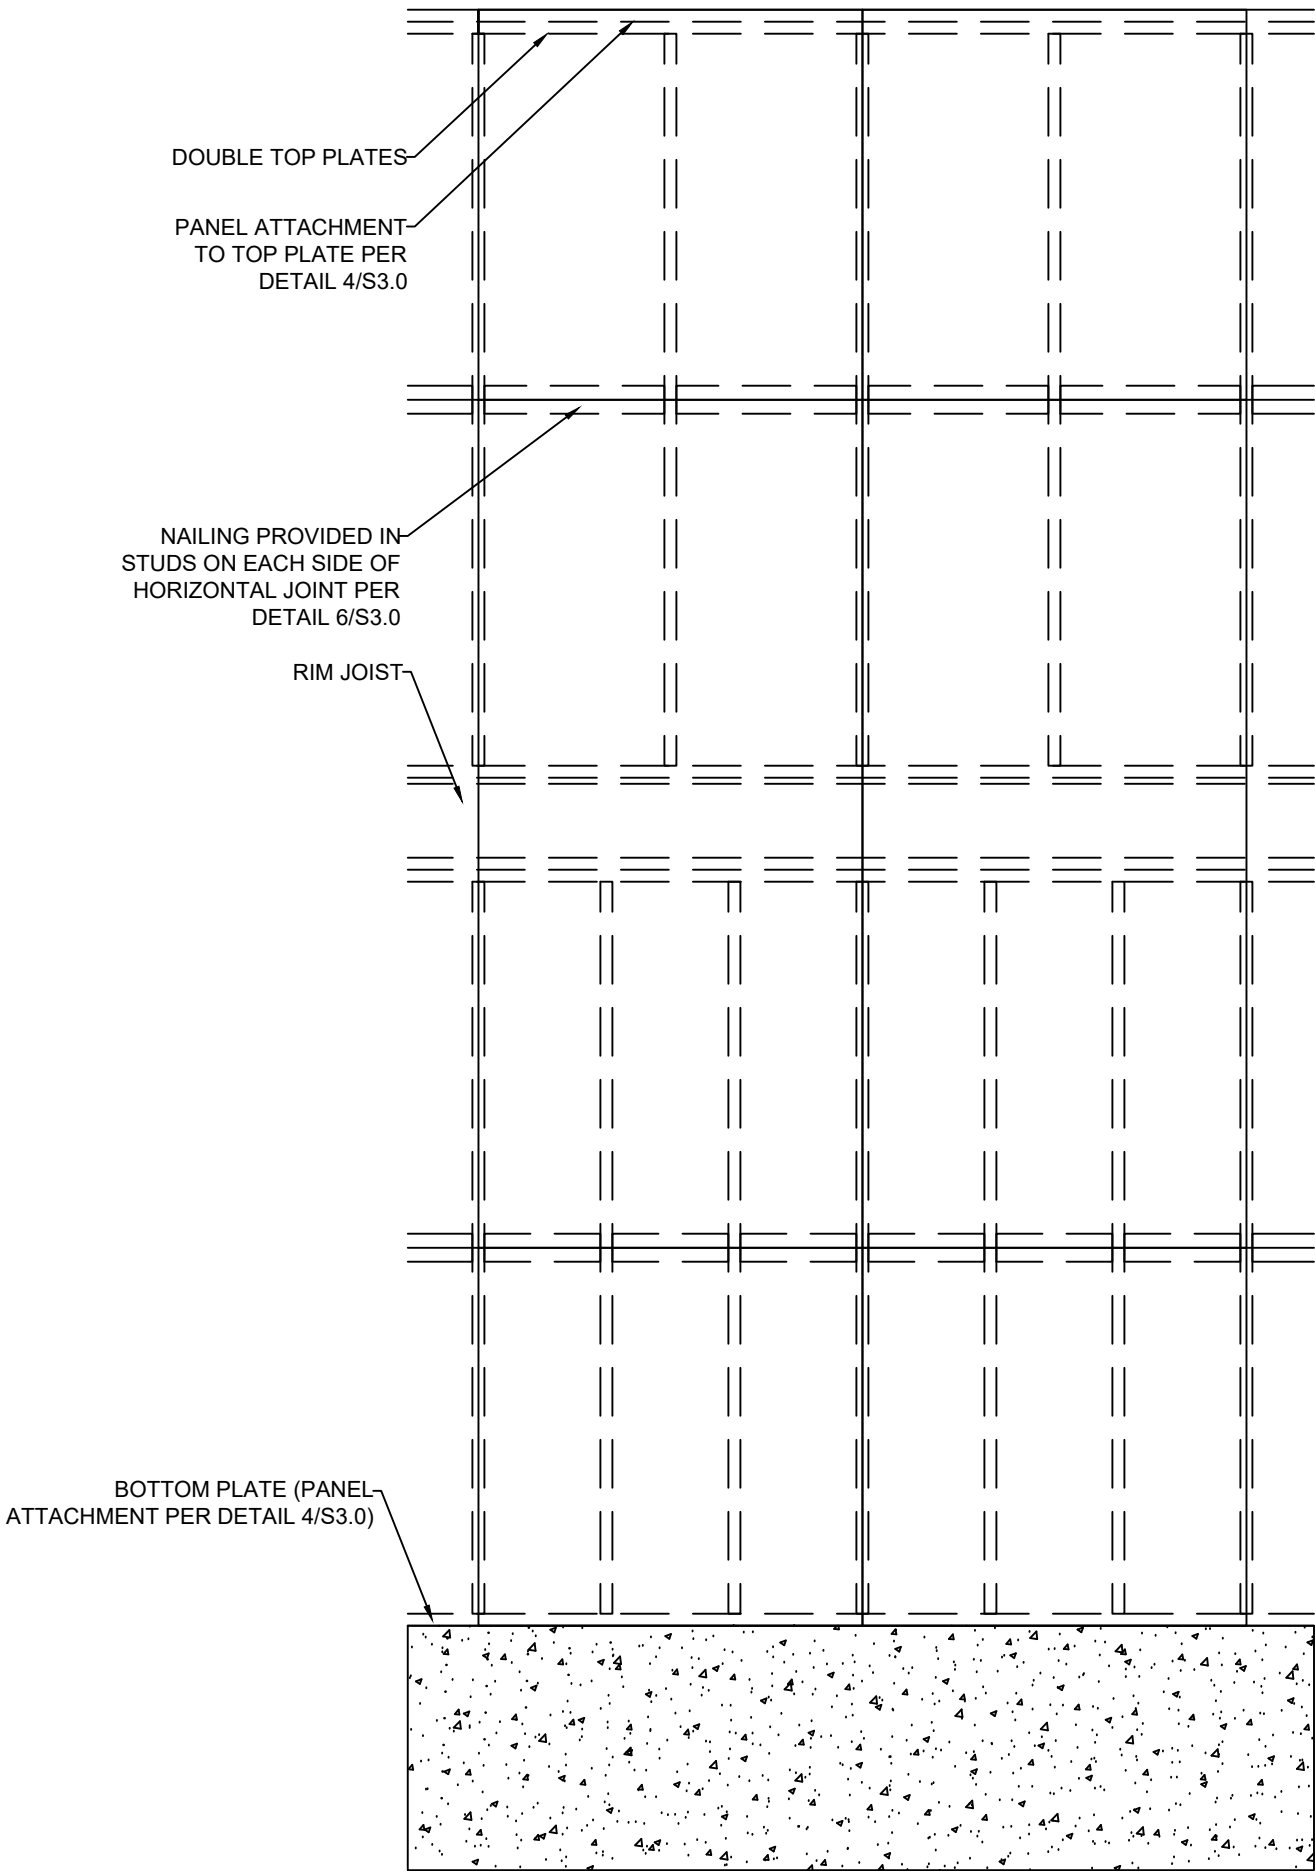 DOUBLE TOP PLATES
PANEL ATTACHMENT
TO TOP PLATE PER
DETAIL 4/S3.0
NAILING PROVIDED IN
STUDS ON EACH SIDE OF
HORIZONTAL JOINT PER
DETAIL 6/S3.0
RIM JOIST
BOTTOM PLATE (PANEL
ATTACHMENT PER DETAIL 4/S3.0)